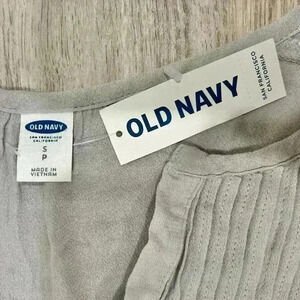 OLD NAVY
SAN FRANCISCO
CALIFORNIA
S
P
MADE IN
VIETNAM
OLD NAVY
SAN FRANCISCO
CALIFORNIA